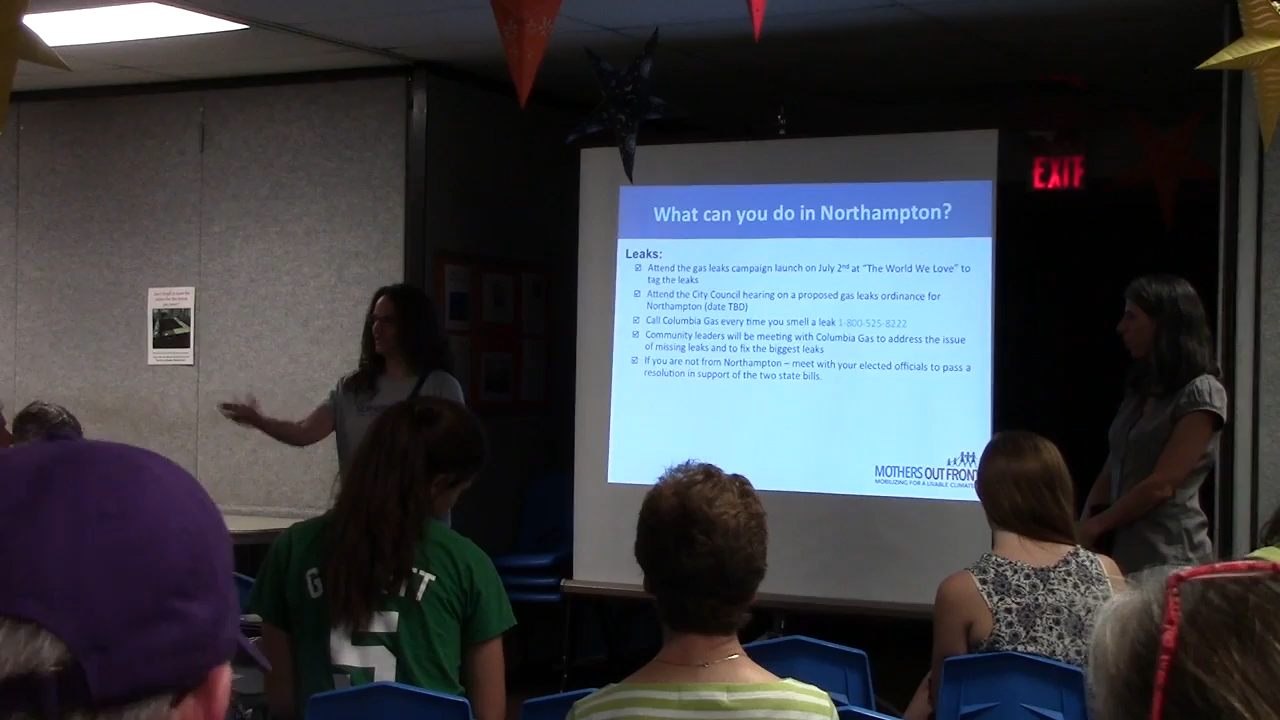 EXIT
What can you do in Northampton?
Leaks:
Attend the gas leaks campaign launch on July 2nd at “The World We Love” to
tag the leaks
Attend the City Council hearing on a proposed gas leaks ordinance for
Northampton (date TBD)
Call Columbia Gas every time you smell a leak 1-800-525-8222
Community leaders will be meeting with Columbia Gas to address the issue
of missing leaks and to fix the biggest leaks
If you are not from Northampton – meet with your elected officials to pass a
resolution in support of the two state bills.
MOTHERS OUT FRONT
MOBILIZING FOR A LIVABLE CLIMATE
5